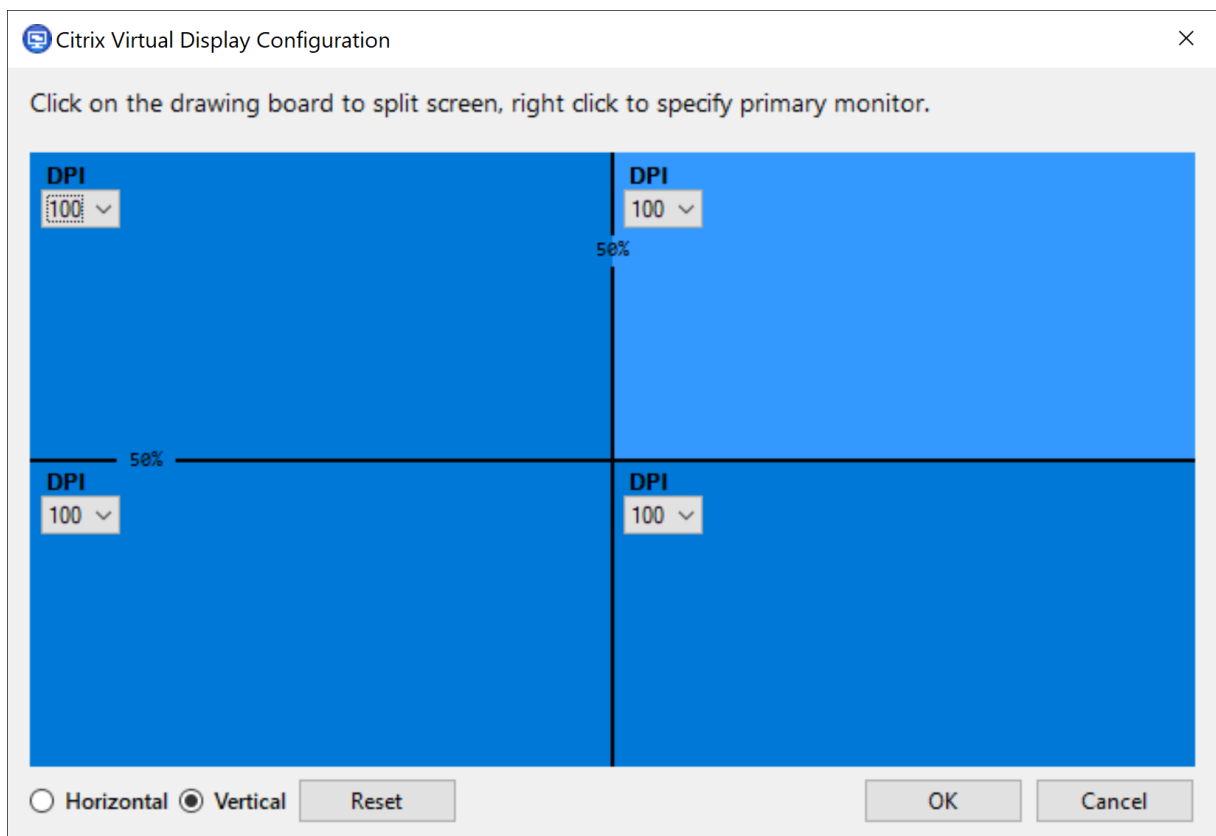 Citrix Virtual Display Configuration
Click on the drawing board to split screen, right click to specify primary monitor.
DPI
100
DPI
100
50%
50%
DPI
100
DPI
100
Horizontal
Vertical
Reset
OK
Cancel